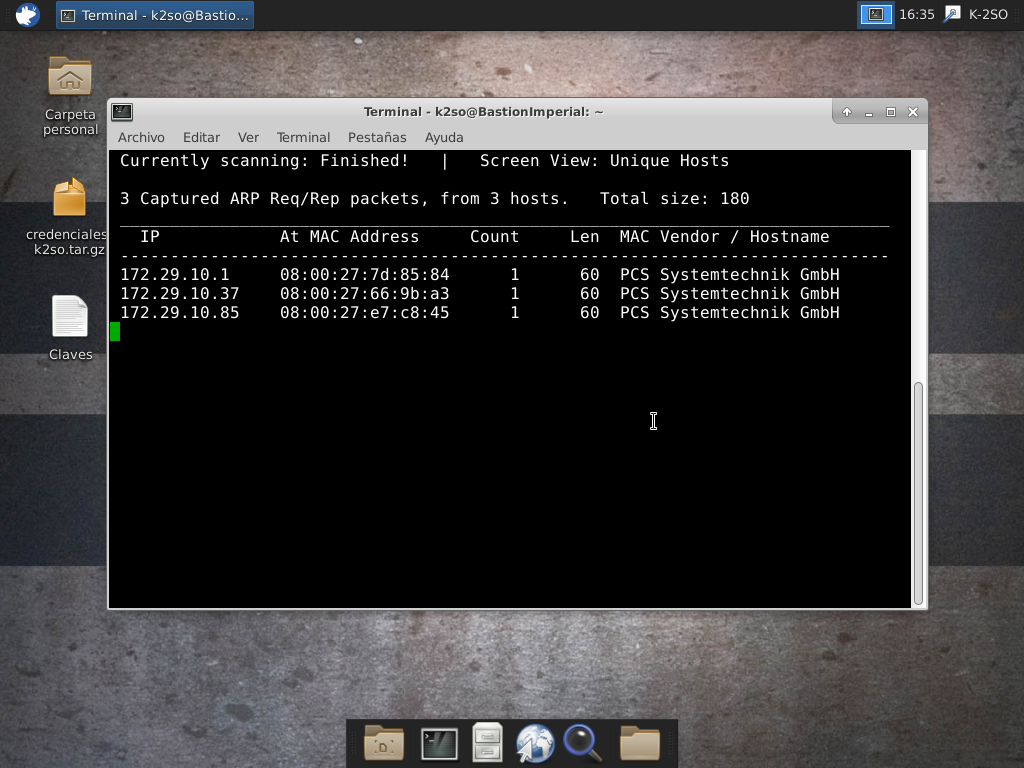 Terminal - k2so@Bastio...
16:35
K-2SO
Carpeta
personal
credenciales
k2so.tar.gz
Claves
Terminal - k2so@BastionImperial: ~
Archivo Editar Ver Terminal Pestañas Ayuda
Currently scanning: Finished! | Screen View: Unique Hosts
3 Captured ARP Req/Rep packets, from 3 hosts. Total size: 180
_____________________________________________________________________________
IP At MAC Address Count Len MAC Vendor / Hostname
-----------------------------------------------------------------------------
172.29.10.1 08:00:27:7d:85:84 1 60 PCS Systemtechnik GmbH
172.29.10.37 08:00:27:66:9b:a3 1 60 PCS Systemtechnik GmbH
172.29.10.85 08:00:27:e7:c8:45 1 60 PCS Systemtechnik GmbH